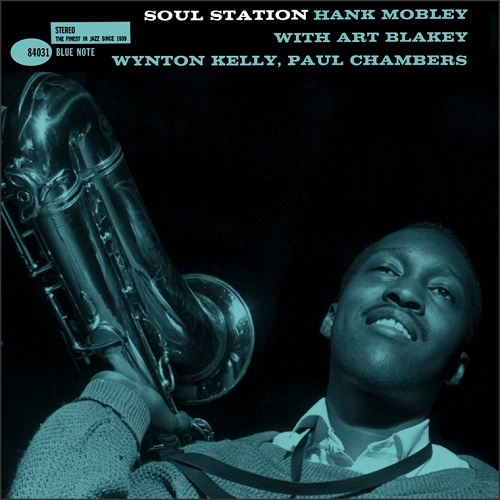 SOUL STATION HANK MOBLEY
WITH ART BLAKEY
WYNTON KELLY, PAUL CHAMBERS
STEREO
THE FINEST IN JAZZ SINCE 1939
84031 BLUE NOTE